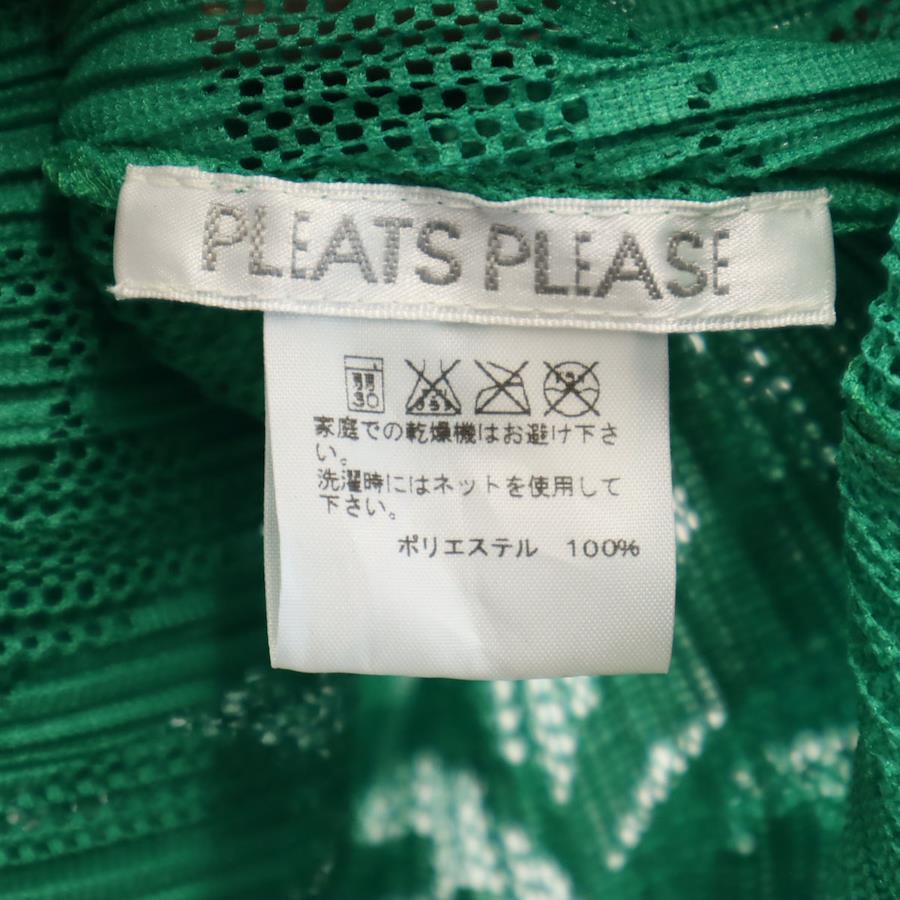 PLEATS PLEASE
弱 30
家庭での乾燥機はお避け下さ
い。
洗濯時にはネットを使用して
下さい。
ポリエステル 100%